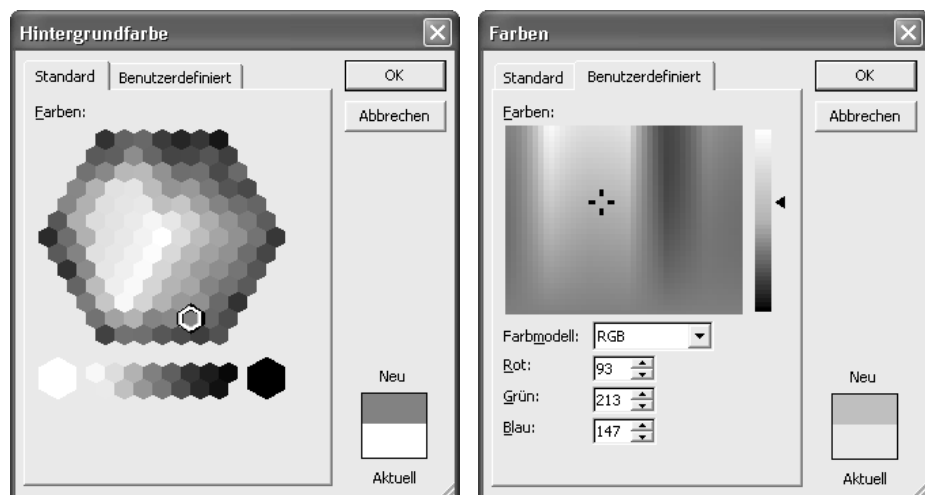 Hintergrundfarbe
Standard
Benutzerdefiniert
OK
Abbrechen
Farben:
Neu
Aktuell
Farben
Standard
Benutzerdefiniert
OK
Abbrechen
Farben:
Farbmodell: RGB
Rot: 93
Grün: 213
Blau: 147
Neu
Aktuell